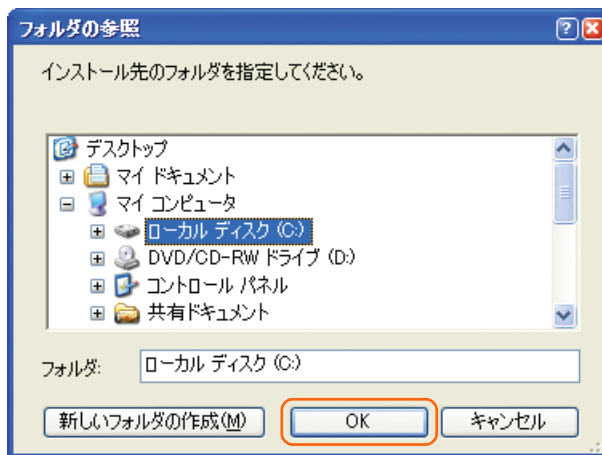 フォルダの参照
インストール先のフォルダを指定してください。
デスクトップ
マイ ドキュメント
マイ コンピュータ
ローカル ディスク (C:)
DVD/CD-RW ドライブ (D:)
コントロール パネル
共有ドキュメント
フォルダ: ローカル ディスク (C:)
新しいフォルダの作成(M) OK キャンセル